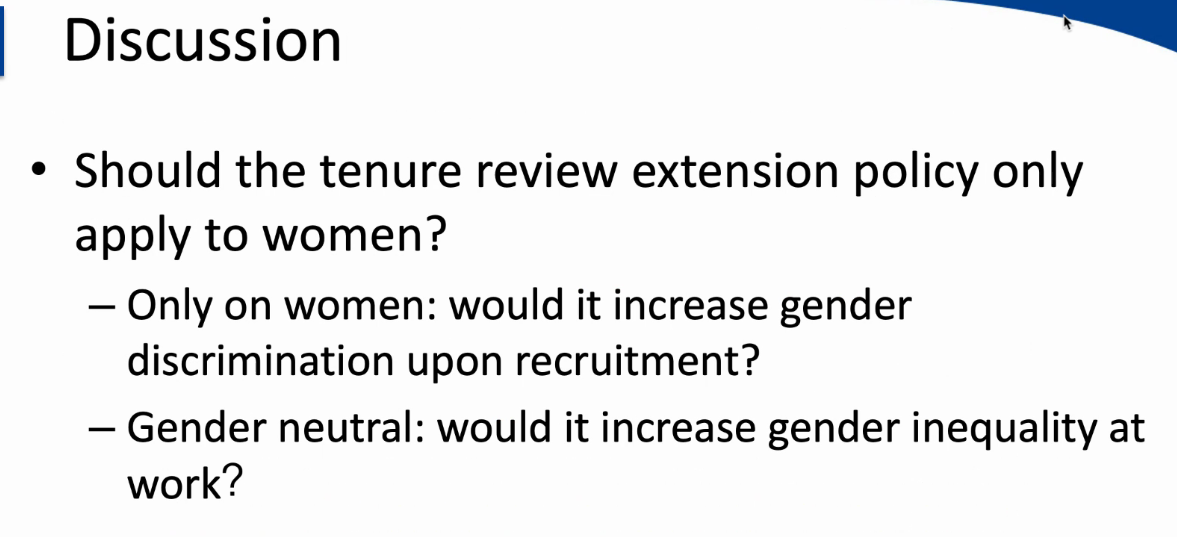 Discussion
• Should the tenure review extension policy only
apply to women?
– Only on women: would it increase gender
discrimination upon recruitment?
– Gender neutral: would it increase gender inequality at
work?